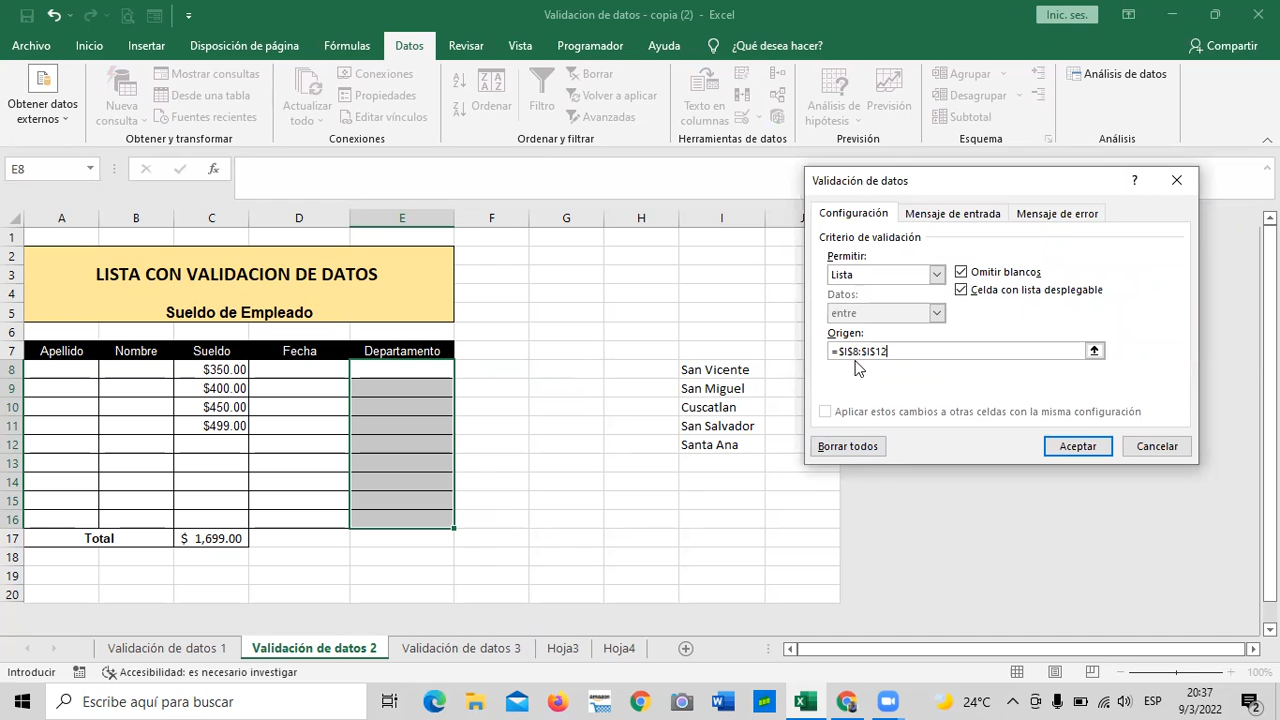 Validacion de datos - copia (2) - Excel
Inic. ses.
Archivo Inicio Insertar Disposición de página Fórmulas Datos Revisar Vista Programador Ayuda ¿Qué desea hacer? Compartir
Obtener datos externos
Nueva consulta
Mostrar consultas
Desde una tabla
Fuentes recientes
Obtener y transformar
Actualizar todo
Conexiones
Propiedades
Editar vínculos
Conexiones
Ordenar
Filtro
Borrar
Volver a aplicar
Avanzadas
Ordenar y filtrar
Texto en columnas
Herramientas de datos
Análisis de hipótesis
Previsión
Previsión
Agrupar
Desagrupar
Subtotal
Esquema
Análisis de datos
Análisis
E8
fx
A B C D E F G H I J
1
2
3 LISTA CON VALIDACION DE DATOS
4
5 Sueldo de Empleado
6
7 Apellido Nombre Sueldo Fecha Departamento
8 $350.00 San Vicente
9 $400.00 San Miguel
10 $450.00 Cuscatlan
11 $499.00 San Salvador
12 Santa Ana
13
14
15
16
17 Total $ 1,699.00
18
19
20
Validación de datos
?
Configuración Mensaje de entrada Mensaje de error
Criterio de validación
Permitir:
Lista
Omitir blancos
Celda con lista desplegable
Datos:
entre
Origen:
=$I$8:$I$12
Aplicar estos cambios a otras celdas con la misma configuración
Borrar todos Aceptar Cancelar
Validación de datos 1 Validación de datos 2 Validación de datos 3 Hoja3 Hoja4
Introducir Accesibilidad: es necesario investigar 100%
Escribe aquí para buscar
24°C
ESP
20:37
9/3/2022
2